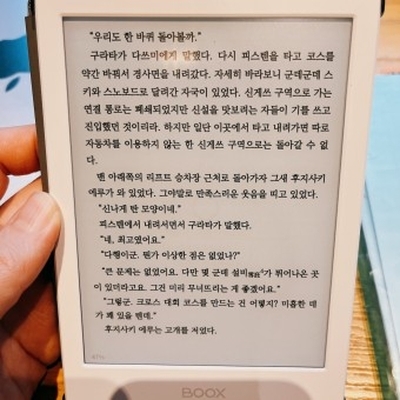 “우리도 한 바퀴 돌아볼까.”
구라타가 다쓰미에게 말했다. 다시 피스텐을 타고 코스를
약간 바꿔서 경사면을 내려갔다. 자세히 바라보니 군데군데 스
키와 스노보드로 달려간 자국이 있었다. 신게쓰 구역으로 가는
연결 통로는 폐쇄되었지만 신설을 맛보려는 자들이 기를 쓰고
진입했던 것이리라. 하지만 일단 이곳에서 타고 내려가면 따로
자동차를 이용하지 않는 한 신게쓰 구역으로는 돌아갈 수 없
다.
맨 아래쪽의 리프트 승차장 근처로 돌아가자 그새 후지사키
에루가 와 있었다. 그야말로 만족스러운 웃음을 띠고 있었다.
“신나게 탄 모양이네.”
피스텐에서 내려서면서 구라타가 말했다.
“네, 최고였어요.”
“다행이군. 뭔가 이상한 점은 없었나?”
“큰 문제는 없었어요. 다만 몇 군데 설비가 튀어나온 곳
이 있더라고요. 그건 미리 무너뜨리는 게 좋겠어요.”
“그렇군. 크로스 대회 코스를 만드는 건 어떻지? 미흡한 데
가 꽤 있을 텐데.”
후지사키 에루는 고개를 저었다.
BOOX